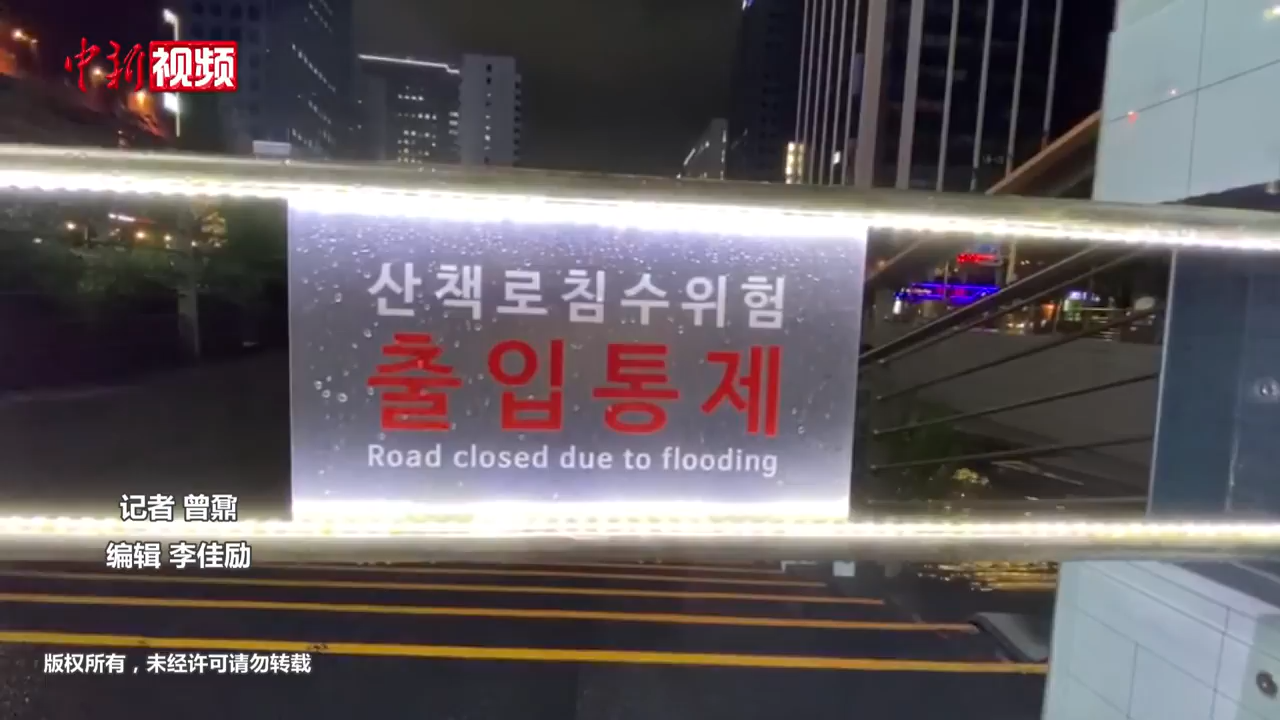 中新视频
산책로침수위험
출입통제
Road closed due to flooding
记者 曾鼐
编辑 李佳励
版权所有，未经许可请勿转载